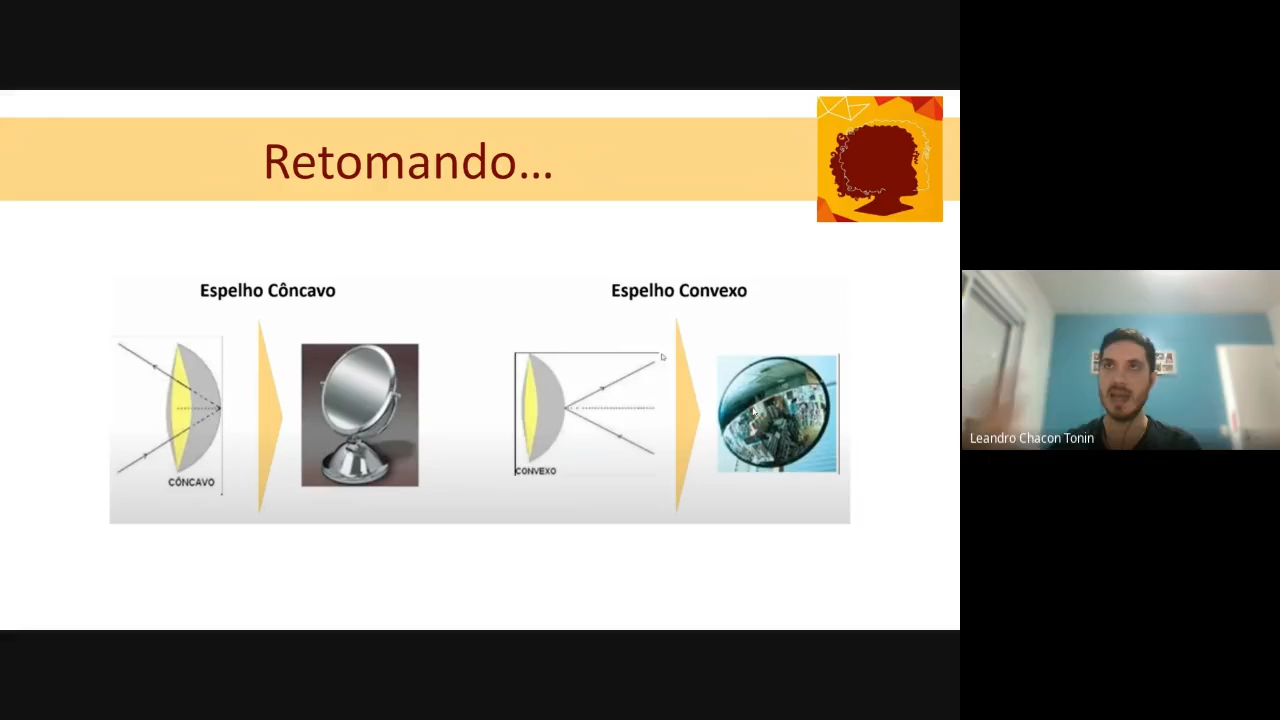 Retomando...
Espelho Côncavo
Espelho Convexo
CÔNCAVO
CONVEXO
Leandro Chacon Tonin